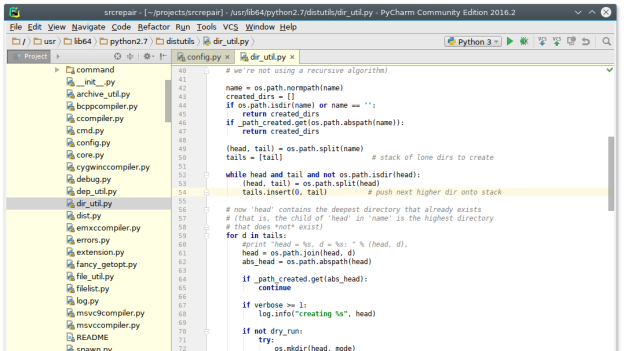 srcrepair - [~/projects/srcrepair] - /usr/lib64/python2.7/distutils/dir_util.py - PyCharm Community Edition 2016.2
File Edit View Navigate Code Refactor Run Tools VCS Window Help
/ usr lib64 python2.7 distutils dir_util.py
Python 3
VCS VCS
Project
config.py × dir_util.py ×
command
__init__.py
archive_util.py
bcppcompiler.py
ccompiler.py
cmd.py
config.py
core.py
cygwinccompiler.py
debug.py
dep_util.py
dir_util.py
dist.py
emxccompiler.py
errors.py
extension.py
fancy_getopt.py
file_util.py
filelist.py
log.py
msvc9compiler.py
msvccompiler.py
README
spawn.py
40 # we're not using a recursive algorithm)
41
42 name = os.path.normpath(name)
43 created_dirs = []
44 if os.path.isdir(name) or name == '':
45 return created_dirs
46 if _path_created.get(os.path.abspath(name)):
47 return created_dirs
48
49 (head, tail) = os.path.split(name)
50 tails = [tail] # stack of lone dirs to create
51
52 while head and tail and not os.path.isdir(head):
53 (head, tail) = os.path.split(head)
54 tails.insert(0, tail) # push next higher dir onto stack
55
56 # now 'head' contains the deepest directory that already exists
57 # (that is, the child of 'head' in 'name' is the highest directory
58 # that does *not* exist)
59 for d in tails:
60 #print "head = %s, d = %s: " % (head, d),
61 head = os.path.join(head, d)
62 abs_head = os.path.abspath(head)
63
64 if _path_created.get(abs_head):
65 continue
66
67 if verbose >= 1:
68 log.info("creating %s", head)
69
70 if not dry_run:
71 try:
72 os.mkdir(head, mode)